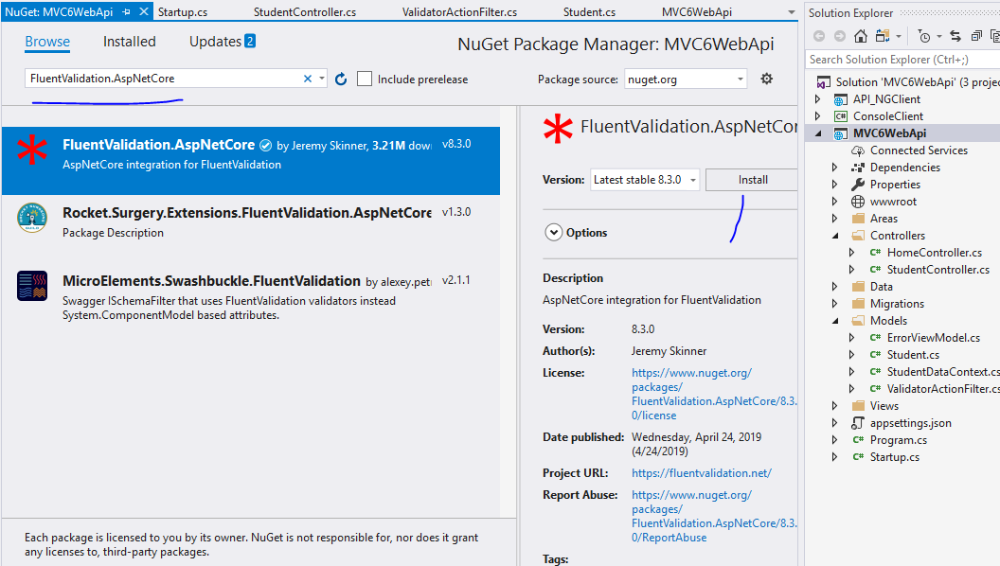 NuGet: MVC6WebApi
Startup.cs
StudentController.cs
ValidatorActionFilter.cs
Student.cs
MVC6WebApi
Browse
Installed
Updates 2
NuGet Package Manager: MVC6WebApi
FluentValidation.AspNetCore
Include prerelease
Package source: nuget.org
FluentValidation.AspNetCore by Jeremy Skinner, 3.21M down v8.3.0
AspNetCore integration for FluentValidation
Rocket.Surgery.Extensions.FluentValidation.AspNetCore v1.3.0
Package Description
MicroElements.Swashbuckle.FluentValidation by alexey.petr v2.1.1
Swagger ISchemaFilter that uses FluentValidation validators instead
System.ComponentModel based attributes.
Each package is licensed to you by its owner. NuGet is not responsible for, nor does it grant
any licenses to, third-party packages.
FluentValidation.AspNetCor
Version: Latest stable 8.3.0 Install
Options
Description
AspNetCore integration for FluentValidation
Version: 8.3.0
Author(s): Jeremy Skinner
License: https://www.nuget.org/
packages/
FluentValidation.AspNetCore/8.3.
0/license
Date published: Wednesday, April 24, 2019
(4/24/2019)
Project URL: https://fluentvalidation.net/
Report Abuse: https://www.nuget.org/
packages/
FluentValidation.AspNetCore/8.3.
0/ReportAbuse
Tags:
Solution Explorer
Search Solution Explorer (Ctrl+;)
Solution 'MVC6WebApi' (3 projec
API_NGClient
C# ConsoleClient
MVC6WebApi
Connected Services
Dependencies
Properties
wwwroot
Areas
Controllers
C# HomeController.cs
C# StudentController.cs
Data
Migrations
Models
C# ErrorViewModel.cs
C# Student.cs
C# StudentDataContext.cs
C# ValidatorActionFilter.cs
Views
appsettings.json
C# Program.cs
C# Startup.cs